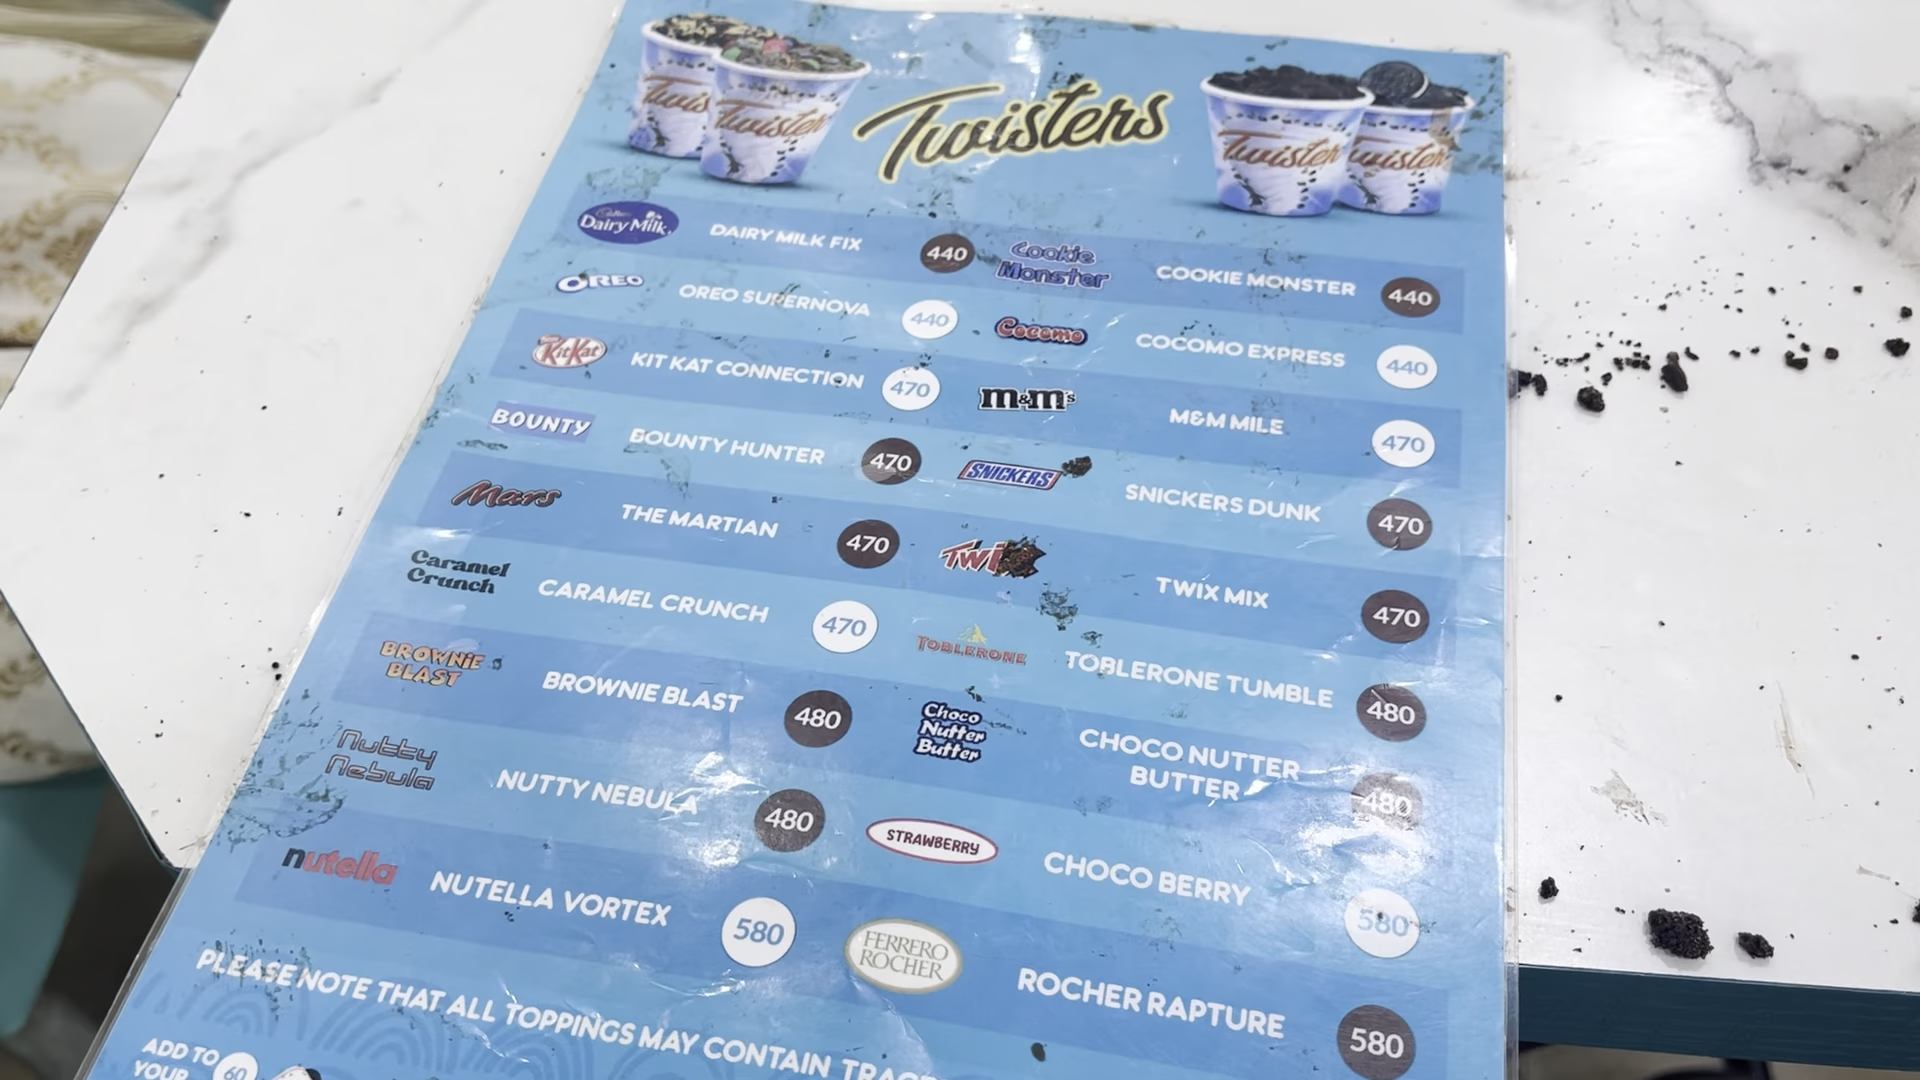 Twis
Twister
Twisters
Twister
Twister
Cadbury
Dairy Milk
DAIRY MILK FIX
440
Cookie
Monster
COOKIE MONSTER
440
OREO
OREO SUPERNOVA
440
Cocomo
COCOMO EXPRESS
440
KitKat
KIT KAT CONNECTION
470
m&m's
M&M MILE
470
BOUNTY
BOUNTY HUNTER
470
SNICKERS
SNICKERS DUNK
470
Mars
THE MARTIAN
470
TWI
TWIX MIX
470
Caramel
Crunch
CARAMEL CRUNCH
470
TOBLERONE
TOBLERONE TUMBLE
480
BROWNIE
BLAST
BROWNIE BLAST
480
Choco
Nutter
Butter
CHOCO NUTTER
BUTTER
480
Nutty
Nebula
NUTTY NEBULA
480
STRAWBERRY
CHOCO BERRY
580
nutella
NUTELLA VORTEX
580
FERRERO
ROCHER
ROCHER RAPTURE
580
PLEASE NOTE THAT ALL TOPPINGS MAY CONTAIN
ADD TO
YOUR
60